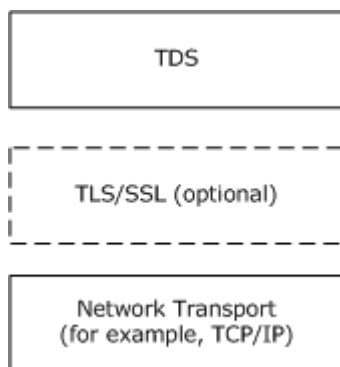 TDS
TLS/SSL (optional)
Network Transport
(for example, TCP/IP)